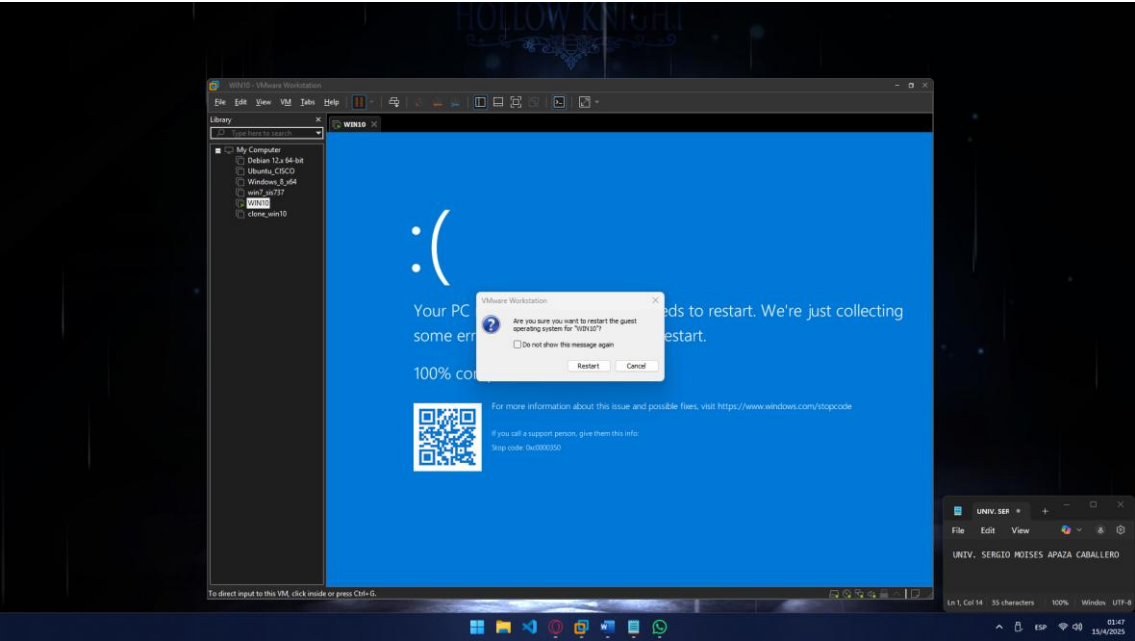 HOLLOW KNIGHT
WIN10 - VMware Workstation
File Edit View VM Tabs Help
Library
WIN10
Type here to search
My Computer
Debian 12.x 64-bit
Ubuntu_CISCO
Windows_8_x64
win7_sis737
WIN10
clone_win10
:(
Your PC
eds to restart. We're just collecting
some err
estart.
100% co
VMware Workstation
Are you sure you want to restart the guest
operating system for "WIN10"?
Do not show this message again
Restart Cancel
For more information about this issue and possible fixes, visit https://www.windows.com/stopcode
If you call a support person, give them this info:
Stop code: 0xc0000350
To direct input to this VM, click inside or press Ctrl+G.
UNIV. SER
File Edit View
UNIV. SERGIO MOISES APAZA CABALLERO
Ln 1, Col 14 35 characters 100% Window UTF-8
ESP
01:47
15/4/2025